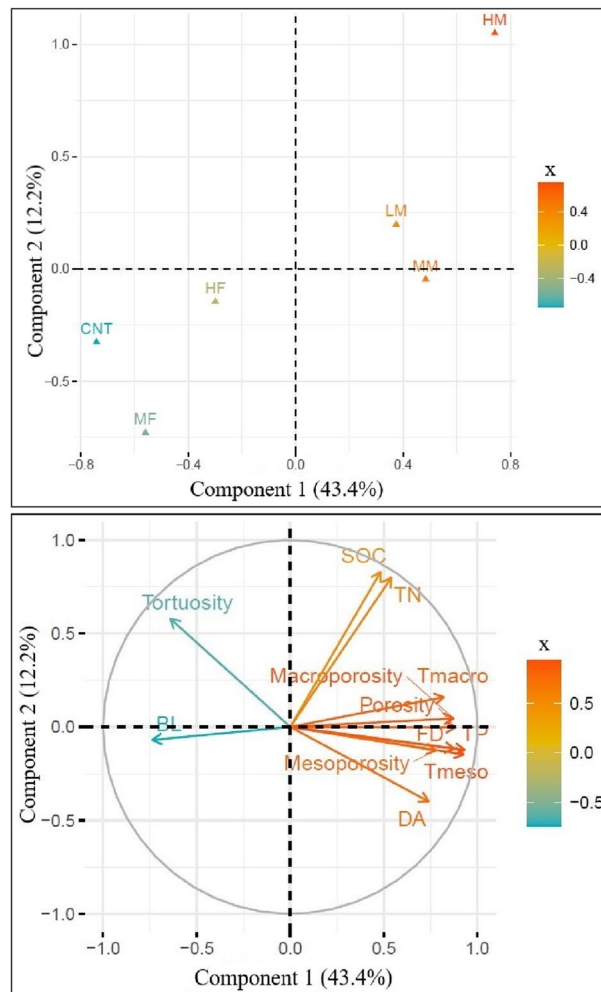 HM
1.0
x
0.5
LM
0.4
0.0
MM
0.0
−0.4
HF
CNT
−0.5
MF
−0.8
−0.4
0.0
0.4
0.8
Component 1 (43.4%)
Component 2 (12.2%)
1.0
SOC
TN
Tortuosity
0.5
x
Macroporosity Tmacro
Porosity
0.5
0.0
BL
FD TP
0.0
Mesoporosity
Tmeso
−0.5
DA
−0.5
−1.0
−1.0
−0.5
0.0
0.5
1.0
Component 1 (43.4%)
Component 2 (12.2%)